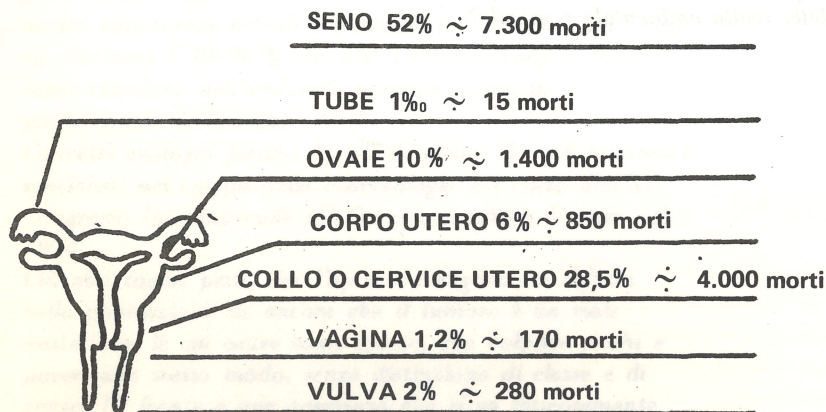 SENO 52% ∻ 7.300 morti
TUBE 1‰ ∻ 15 morti
OVAIE 10% ∻ 1.400 morti
CORPO UTERO 6% ∻ 850 morti
COLLO O CERVICE UTERO 28,5% ∻ 4.000 morti
VAGINA 1,2% ∻ 170 morti
VULVA 2% ∻ 280 morti